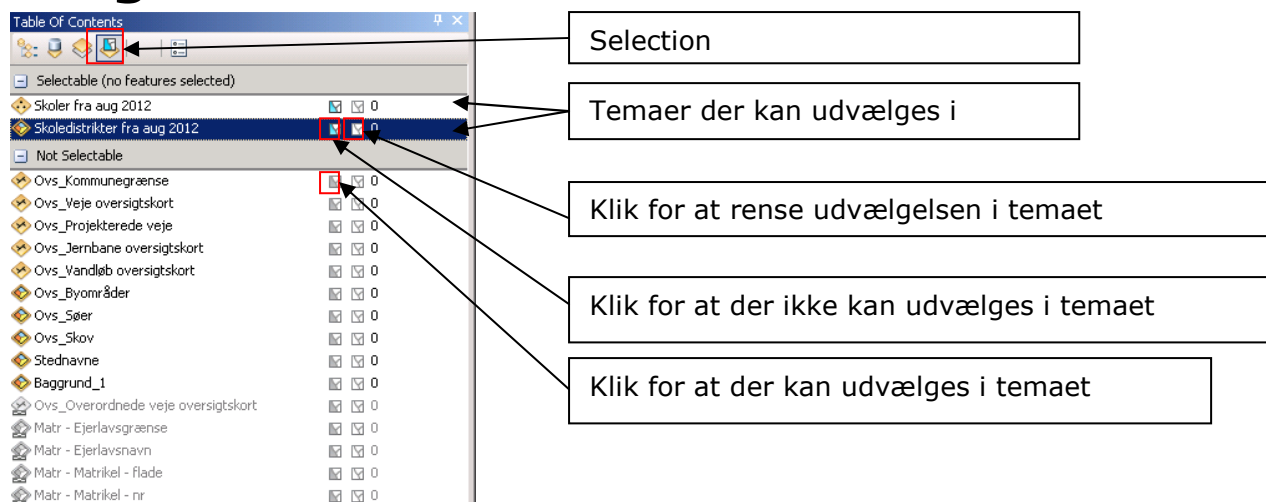 Table Of Contents
Selectable (no features selected)
Skoler fra aug 2012 0
Skoledistrikter fra aug 2012 0
Not Selectable
Ovs_Kommunegrænse 0
Ovs_Veje oversigtskort 0
Ovs_Projekterede veje 0
Ovs_Jernbane oversigtskort 0
Ovs_Vandløb oversigtskort 0
Ovs_Byområder 0
Ovs_Søer 0
Ovs_Skov 0
Stednavne 0
Baggrund_1 0
Ovs_Overordnede veje oversigtskort 0
Matr - Ejerlavsgrænse 0
Matr - Ejerlavsnavn 0
Matr - Matrikel - flade 0
Matr - Matrikel - nr 0
Selection
Temaer der kan udvælges i
Klik for at rense udvælgelsen i temaet
Klik for at der ikke kan udvælges i temaet
Klik for at der kan udvælges i temaet